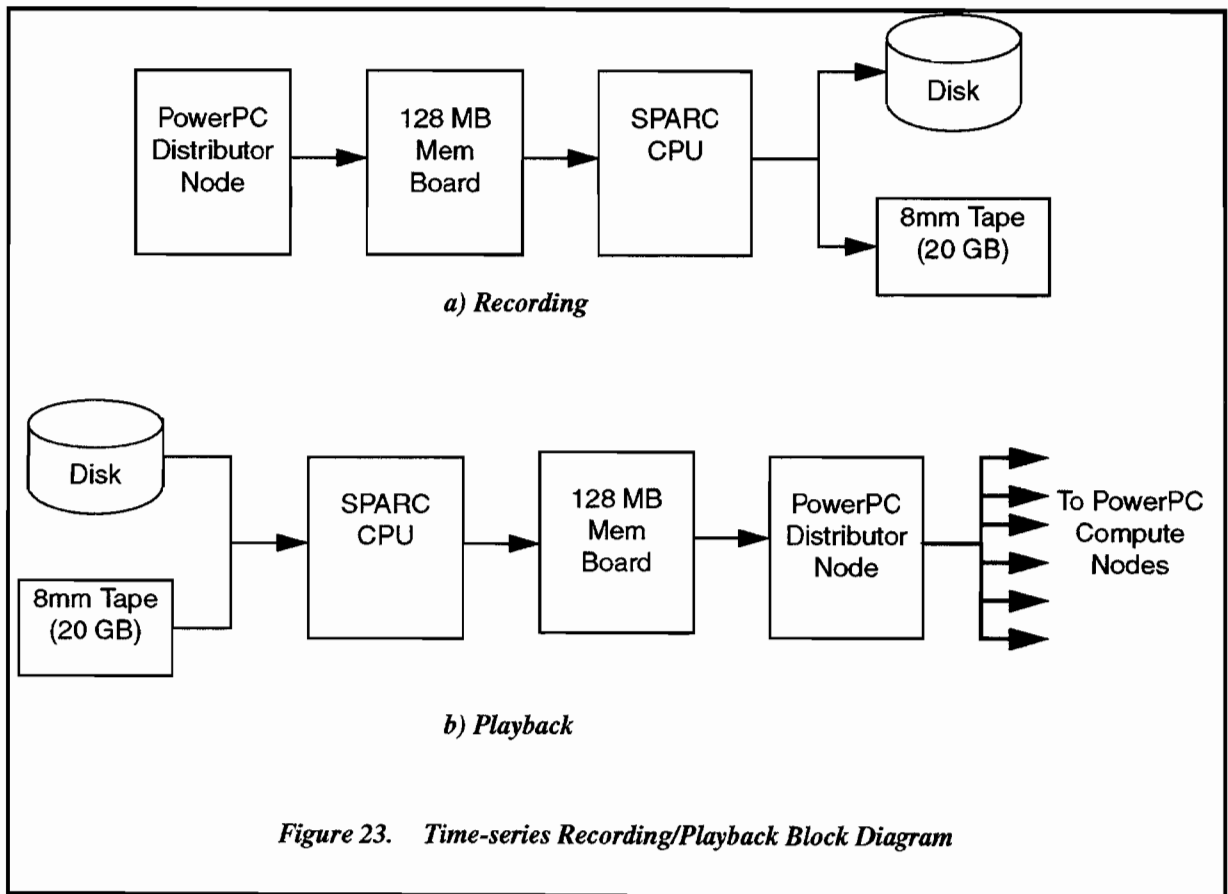 PowerPC
Distributor
Node
128 MB
Mem
Board
SPARC
CPU
Disk
8mm Tape
(20 GB)
a) Recording
Disk
8mm Tape
(20 GB)
SPARC
CPU
128 MB
Mem
Board
PowerPC
Distributor
Node
To PowerPC
Compute
Nodes
b) Playback
Figure 23. Time-series Recording/Playback Block Diagram